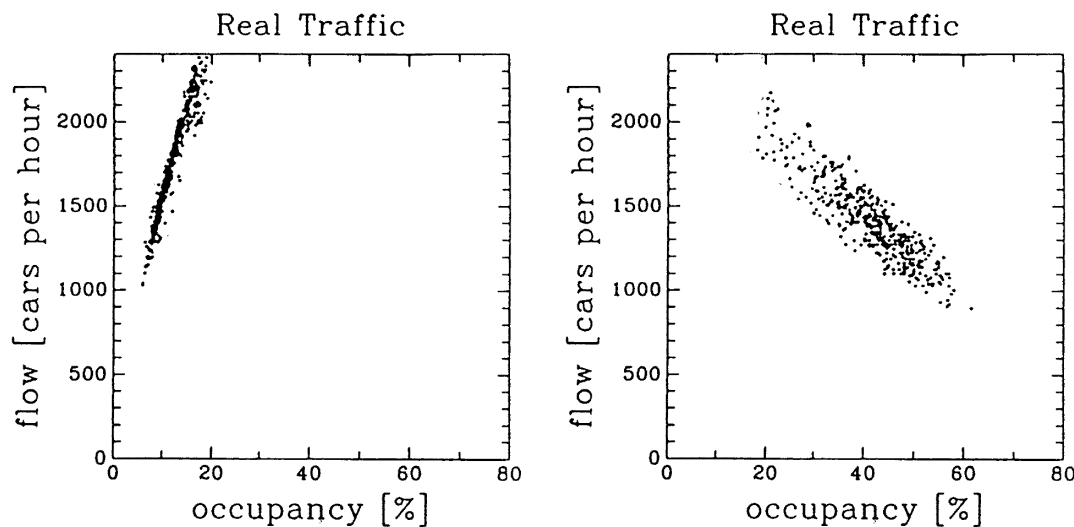 Real Traffic
flow [cars per hour]
2000
1500
1000
500
0
0 20 40 60 80
occupancy [%]
Real Traffic
flow [cars per hour]
2000
1500
1000
500
0
0 20 40 60 80
occupancy [%]